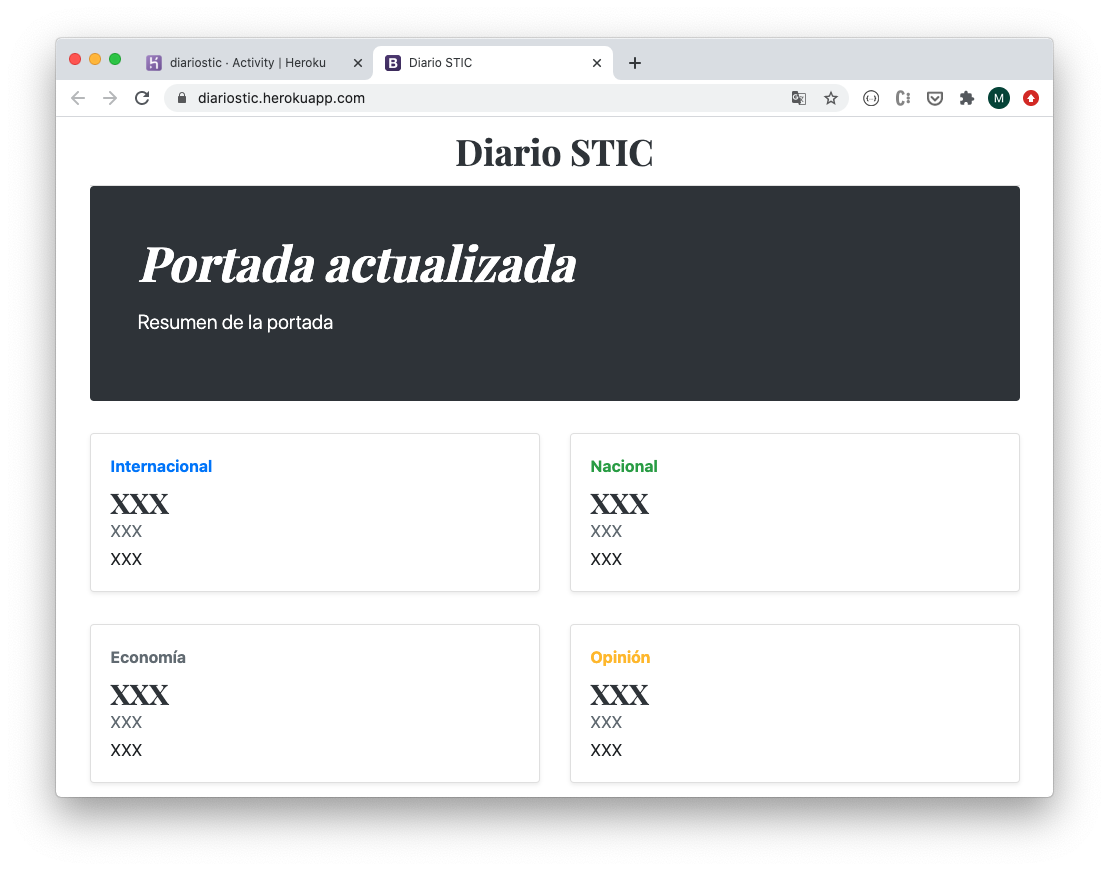 diariostic · Activity | Heroku
Diario STIC
diariostic.herokuapp.com
M
Diario STIC
Portada actualizada
Resumen de la portada
Internacional
XXX
XXX
XXX
Nacional
XXX
XXX
XXX
Economía
XXX
XXX
XXX
Opinión
XXX
XXX
XXX